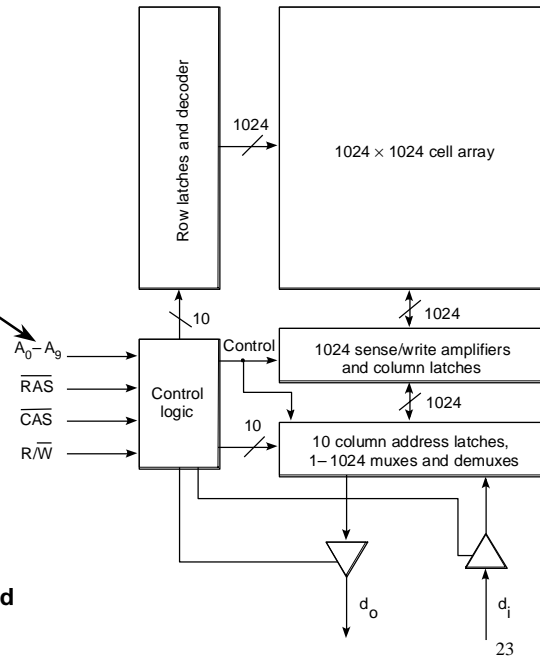 Row latches and decoder
1024
1024 × 1024 cell array
10
1024
A₀–A₉
RAS
CAS
R/W
Control
logic
Control
1024 sense/write amplifiers
and column latches
1024
10
10 column address latches,
1–1024 muxes and demuxes
d
dₒ
dᵢ
23